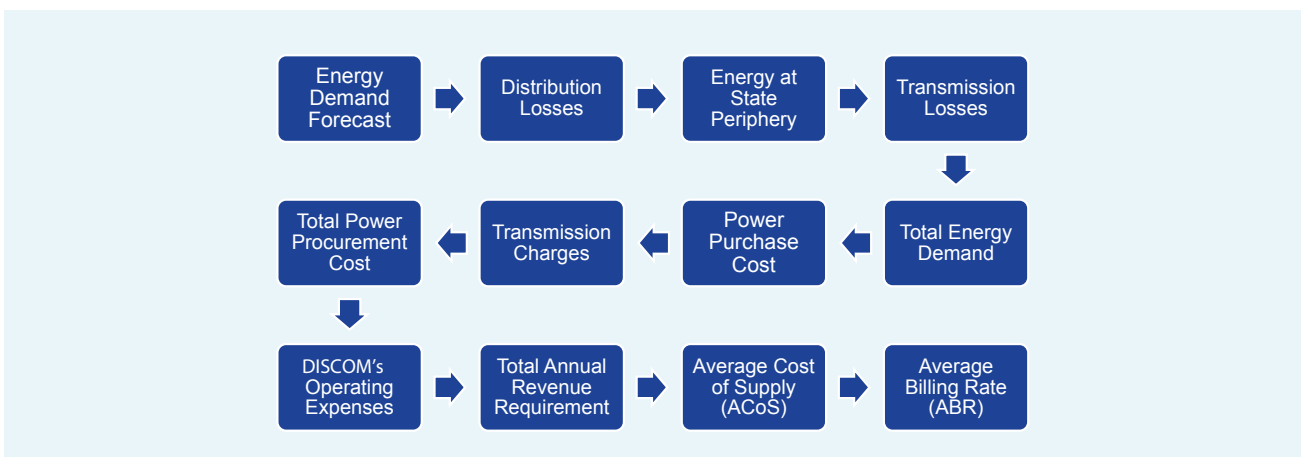 Energy
Demand
Forecast
Distribution
Losses
Energy at
State
Periphery
Transmission
Losses
Total Energy
Demand
Power
Purchase
Cost
Transmission
Charges
Total Power
Procurement
Cost
DISCOM's
Operating
Expenses
Total Annual
Revenue
Requirement
Average Cost
of Supply
(ACoS)
Average
Billing Rate
(ABR)